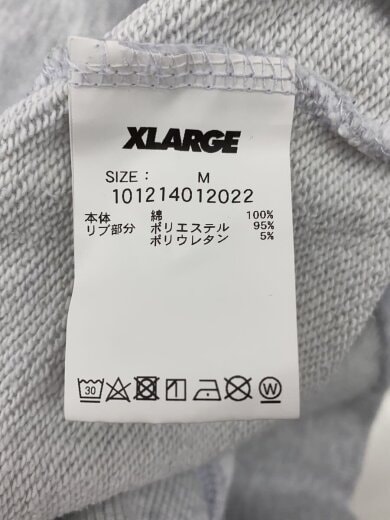 XLARGE
SIZE: M
101214012022
本体 綿 100%
リブ部分 ポリエステル 95%
ポリウレタン 5%
30 W